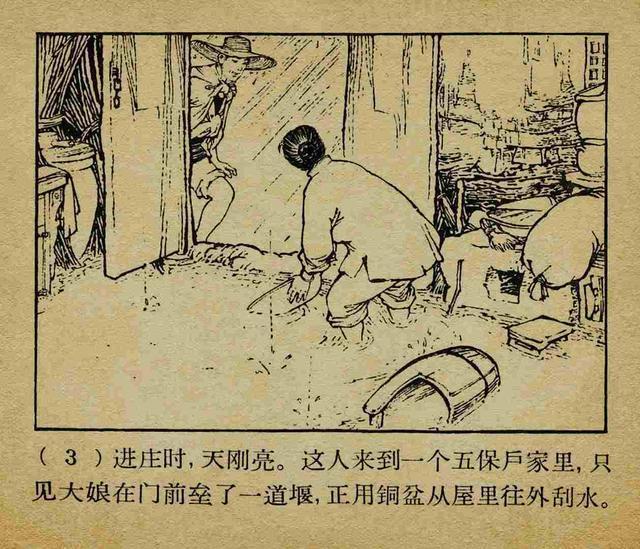 (3)进庄时，天刚亮。这人来到一个五保户家里，只
见大娘在门前垒了一道堰，正用铜盆从屋里往外刮水。